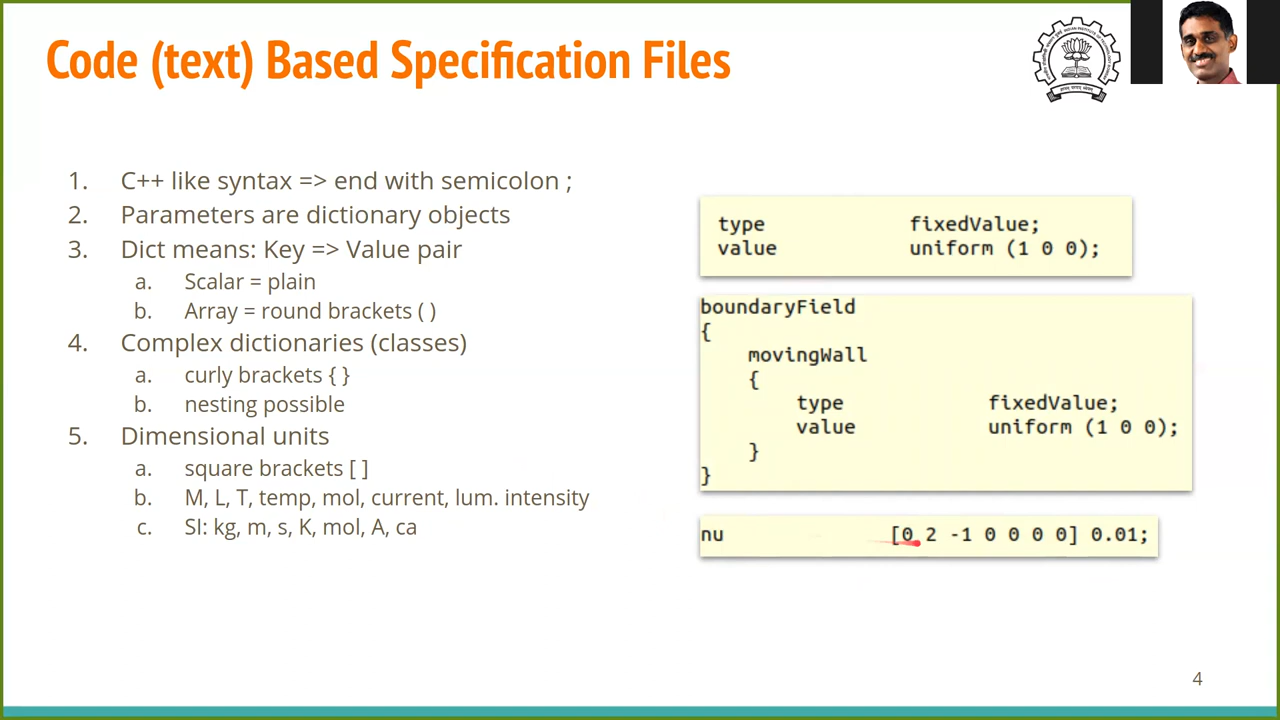 Code (text) Based Specification Files
1. C++ like syntax => end with semicolon ;
2. Parameters are dictionary objects
3. Dict means: Key => Value pair
a. Scalar = plain
b. Array = round brackets ( )
4. Complex dictionaries (classes)
a. curly brackets { }
b. nesting possible
5. Dimensional units
a. square brackets [ ]
b. M, L, T, temp, mol, current, lum. intensity
c. SI: kg, m, s, K, mol, A, ca
type fixedValue;
value uniform (1 0 0);
boundaryField
{
movingWall
{
type fixedValue;
value uniform (1 0 0);
}
}
nu [0 2 -1 0 0 0 0] 0.01;
4